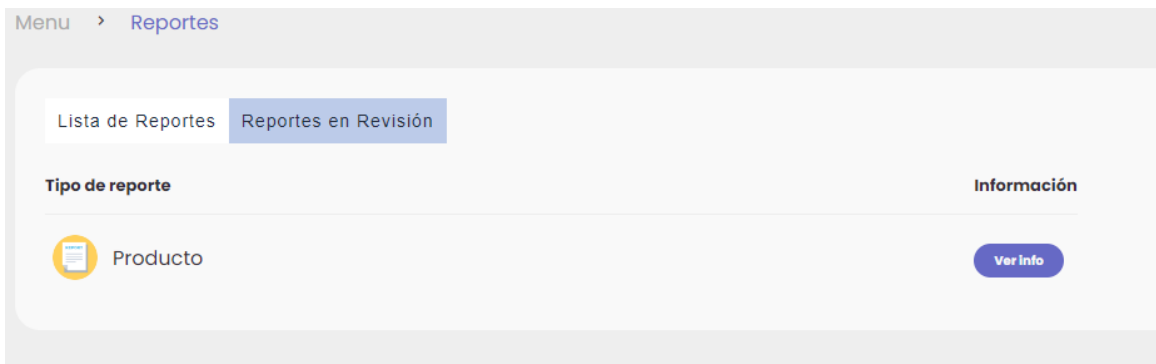 Menu > Reportes
Lista de Reportes Reportes en Revisión
Tipo de reporte Información
Producto Ver Info